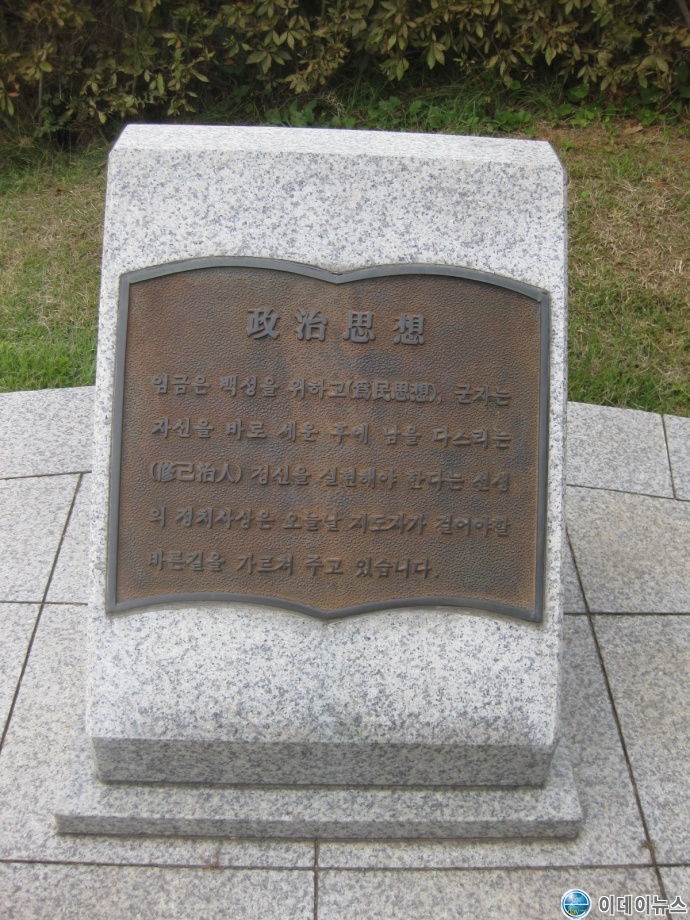 政治思想
임금은 백성을 위하고(爲民思想), 군자는
자신을 바로 세운 후에 남을 다스리는
(修己治人) 정신을 실현해야 한다는 선생
의 정치사상은 오늘날 지도자가 걸어야할
바른길을 가르쳐 주고 있습니다.
이데이뉴스